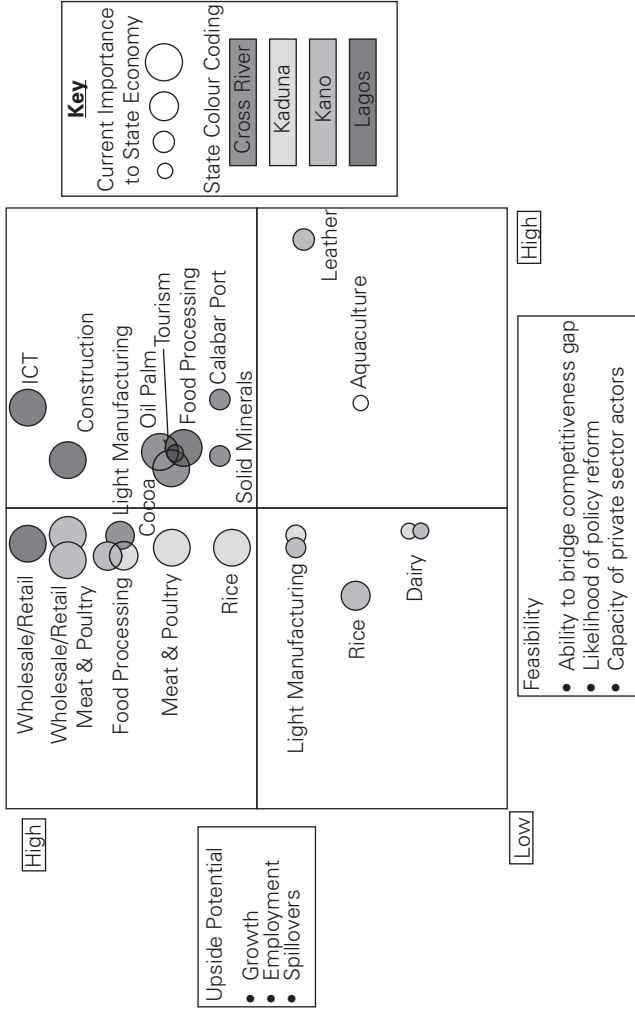 High
Upside Potential
• Growth
• Employment
• Spillovers
Low
Wholesale/Retail
Wholesale/Retail
Meat & Poultry
Food Processing
Meat & Poultry
Rice
Light Manufacturing
Rice
Dairy
ICT
Construction
Light Manufacturing
Cocoa
Oil Palm
Tourism
Food Processing
Calabar Port
Solid Minerals
Leather
Aquaculture
High
Feasibility
• Ability to bridge competitiveness gap
• Likelihood of policy reform
• Capacity of private sector actors
Key
Current Importance
to State Economy
State Colour Coding
Cross River
Kaduna
Kano
Lagos